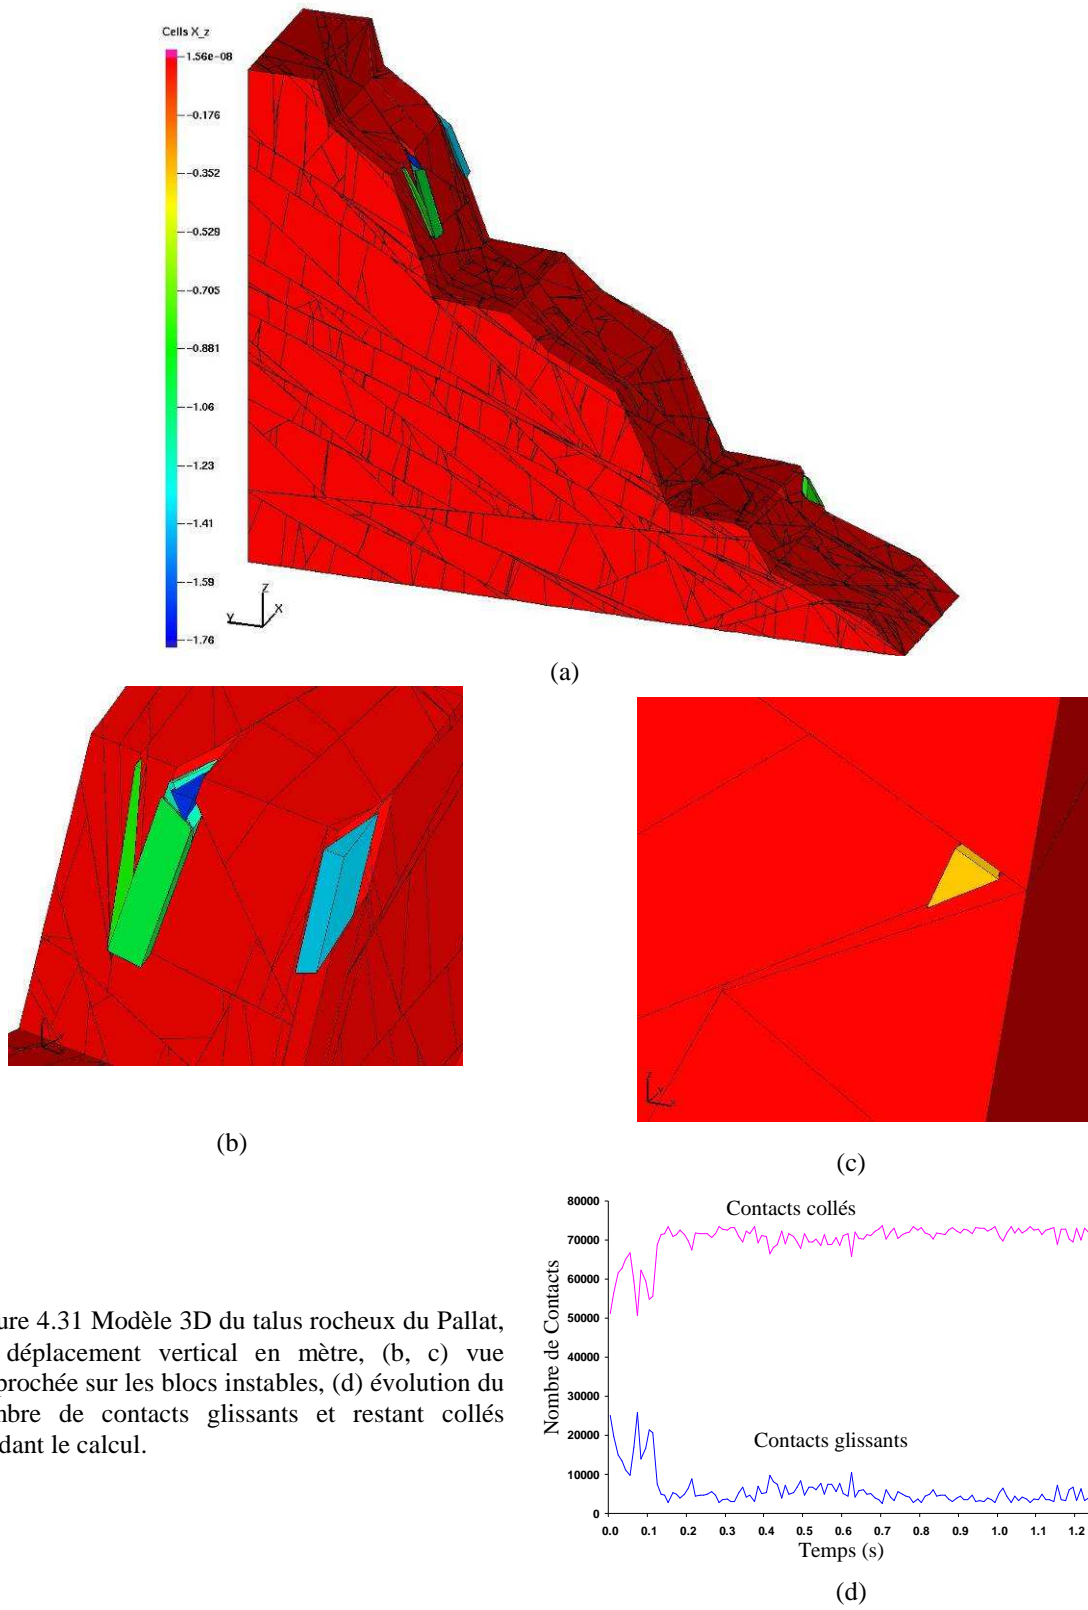 Cells X_z
1.56e-08
-0.176
-0.352
-0.529
-0.705
-0.881
-1.06
-1.23
-1.41
-1.59
-1.76
Z
Y
X
(a)
(b)
(c)
ure 4.31 Modèle 3D du talus rocheux du Pallat,
déplacement vertical en mètre, (b, c) vue
prochée sur les blocs instables, (d) évolution du
mbre de contacts glissants et restant collés
dant le calcul.
Nombre de Contacts
80000
70000
60000
50000
40000
30000
20000
10000
0
Contacts collés
Contacts glissants
0.0 0.1 0.2 0.3 0.4 0.5 0.6 0.7 0.8 0.9 1.0 1.1 1.2
Temps (s)
(d)